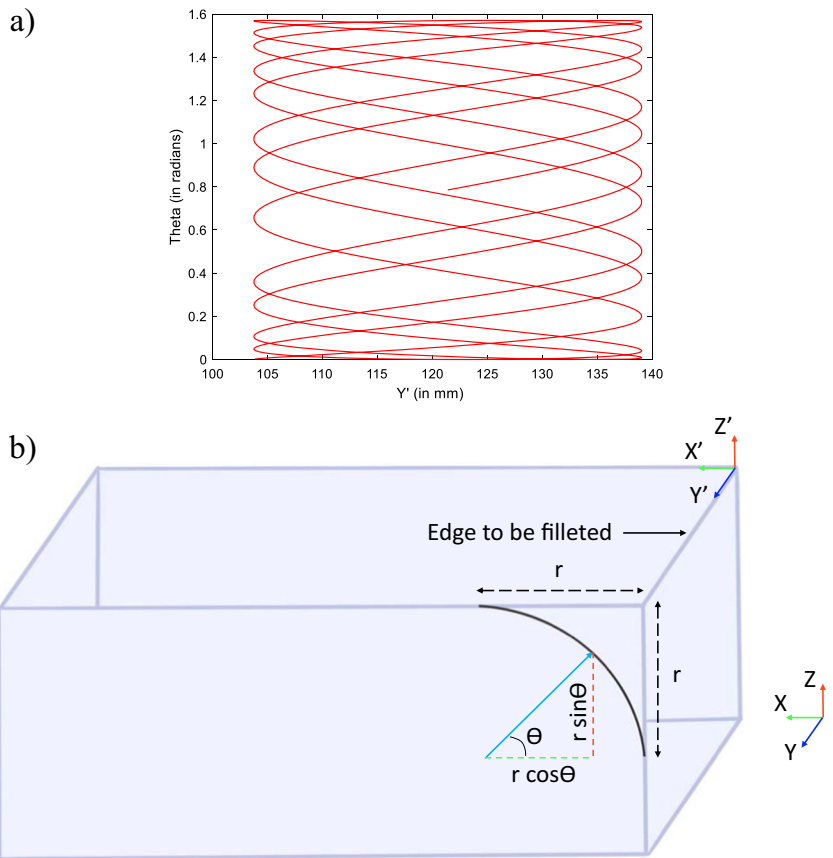 a)
1.6
1.4
1.2
1
0.8
0.6
0.4
0.2
0
Theta (in radians)
100 105 110 115 120 125 130 135 140
Y' (in mm)
b)
Z’
X’
Y’
Edge to be filleted
r
r
r sinΘ
Θ
r cosΘ
Z
X
Y